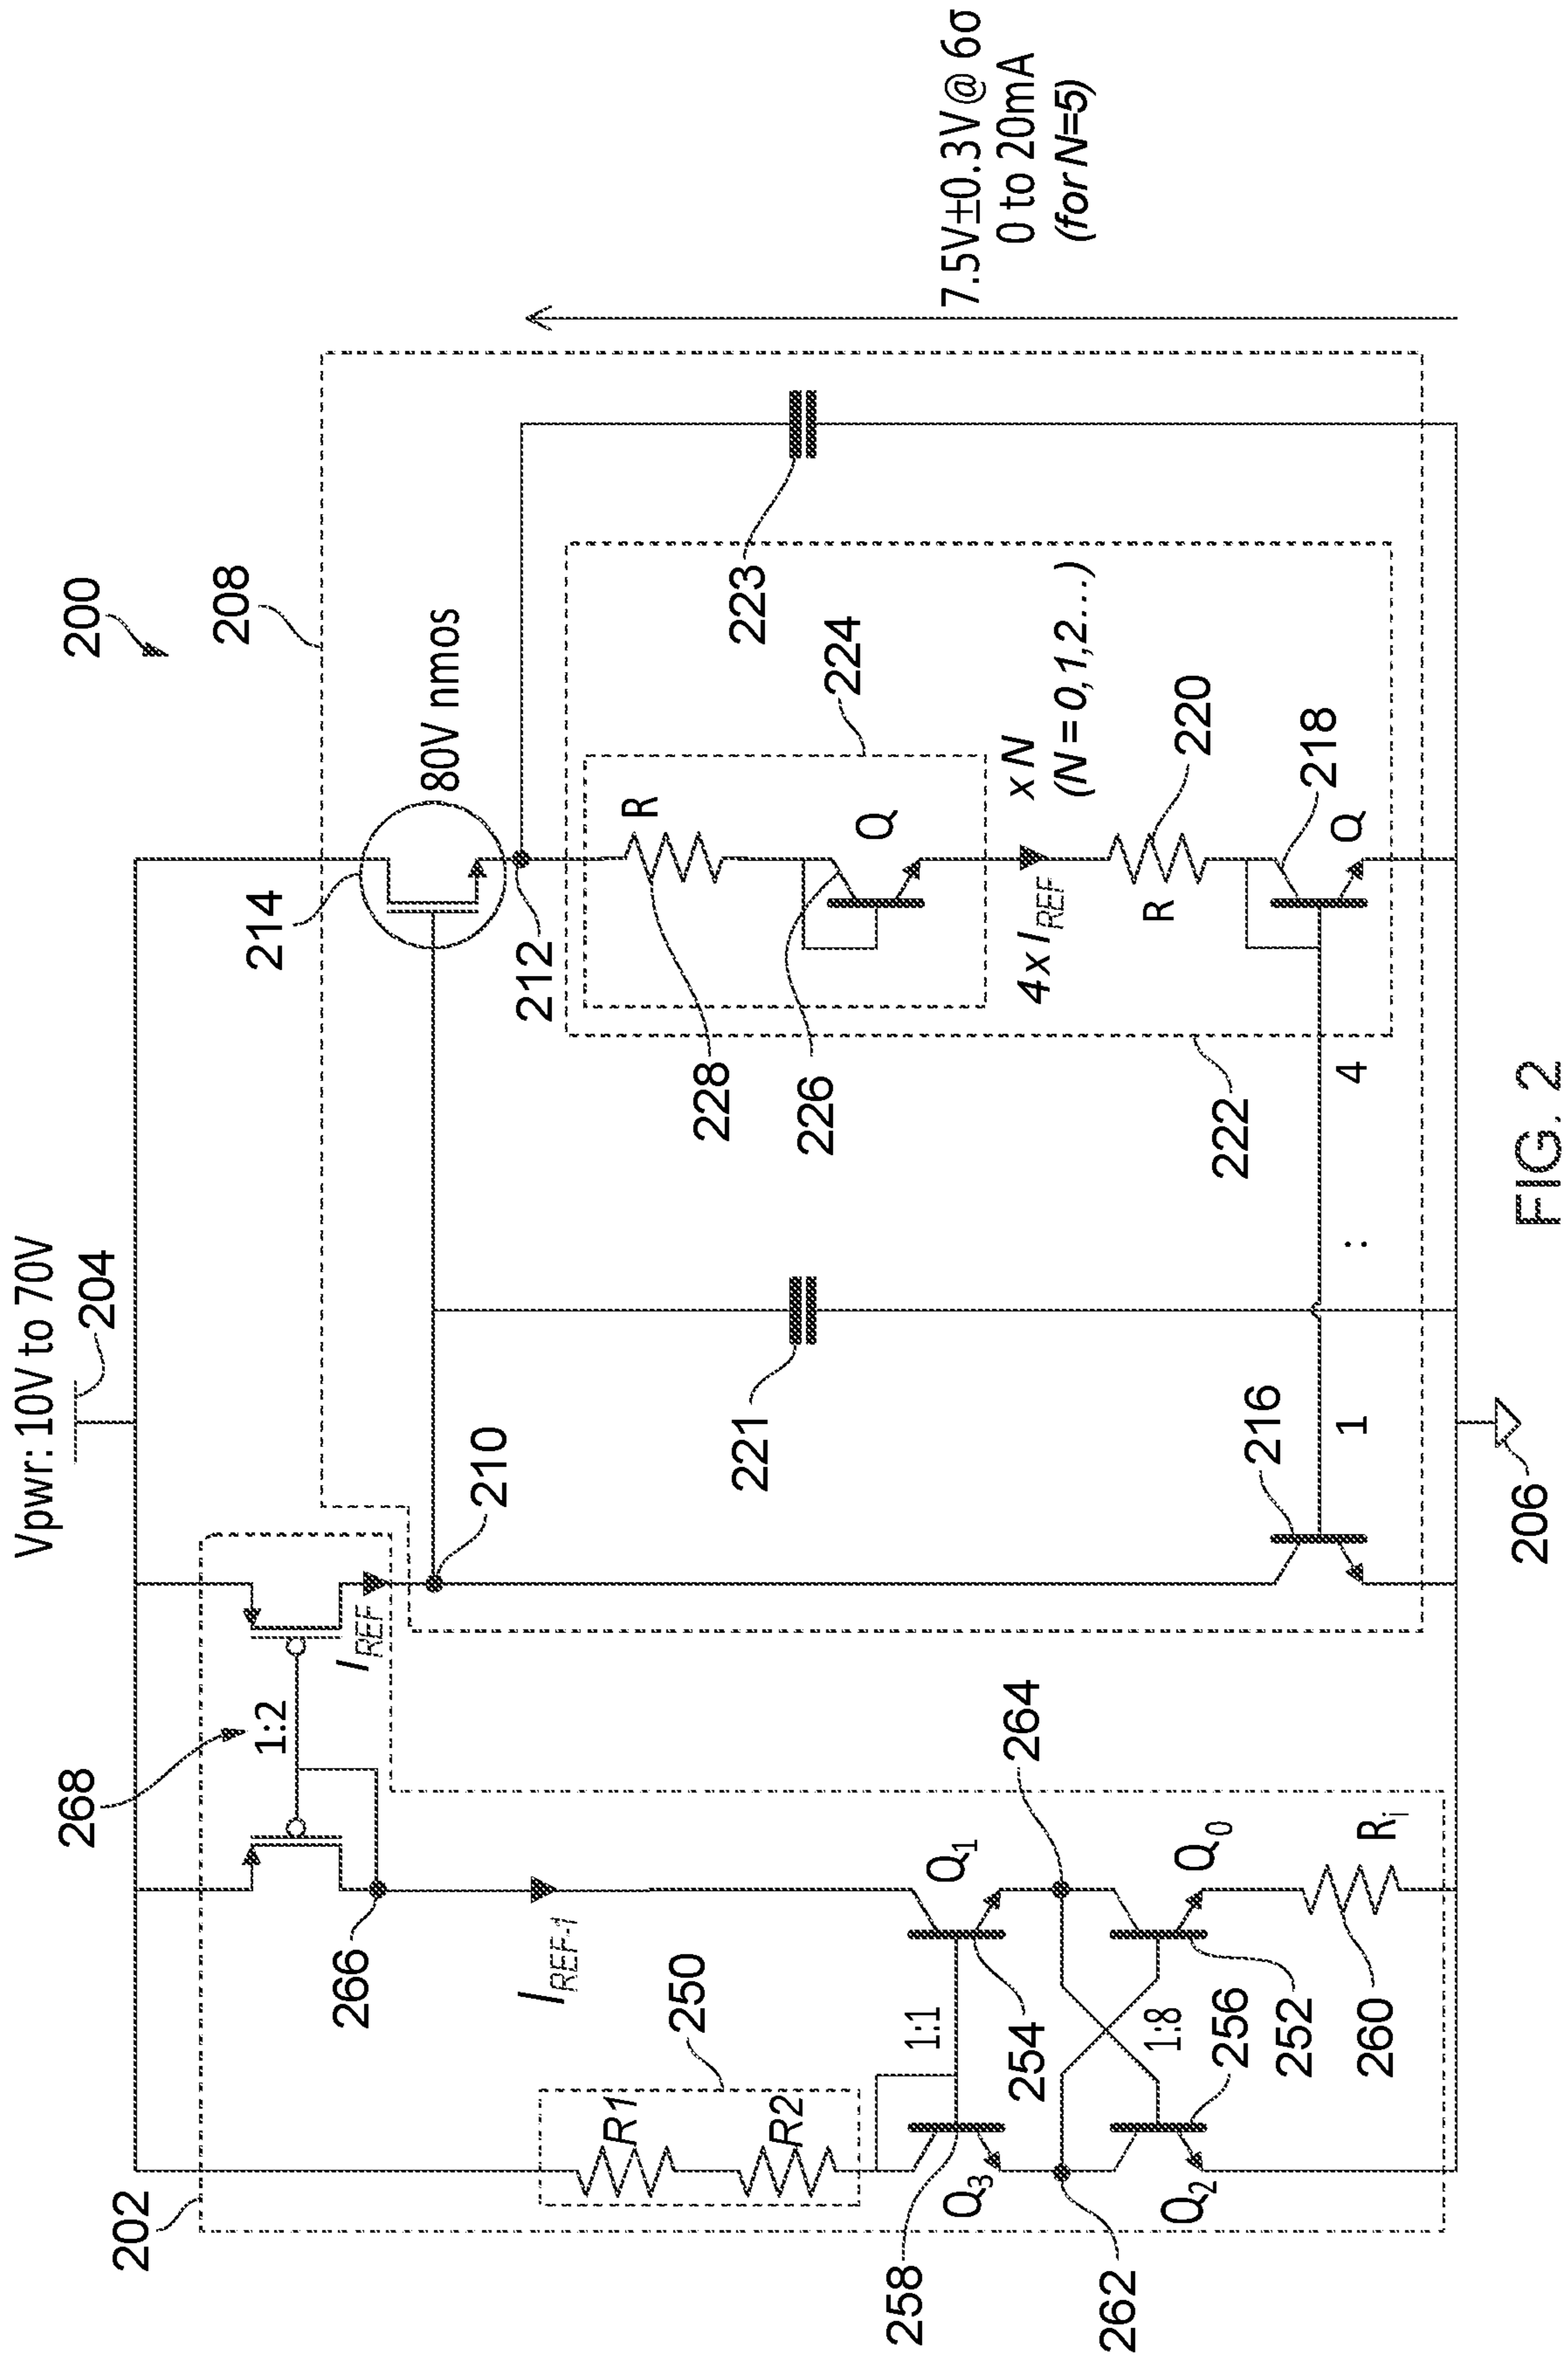 200
Vpwr: 10V to 70V
204
208
202
268
1:2
I_REF
214
80V nmos
266
I_REF-1
210
212
250
R1
R2
228
R
226
Q
224
223
221
7.5V±0.3V@ 6σ
0 to 20mA
(for N=5)
x N
(N = 0,1,2...)
4 x I_REF
R
220
258
Q3
1:1
Q1
254
264
262
Q2
1:8
256
252
Q0
260
Ri
216
1
:
4
222
218
Q
206
FIG. 2